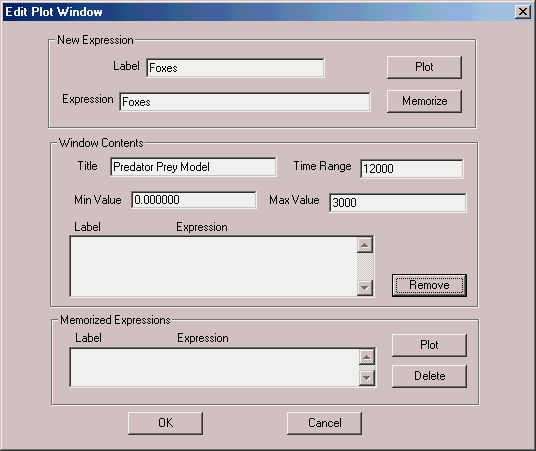 Edit Plot Window
New Expression
Label Foxes Plot
Expression Foxes Memorize
Window Contents
Title Predator Prey Model Time Range 12000
Min Value 0.000000 Max Value 3000
Label Expression
Remove
Memorized Expressions
Label Expression Plot
Delete
OK Cancel